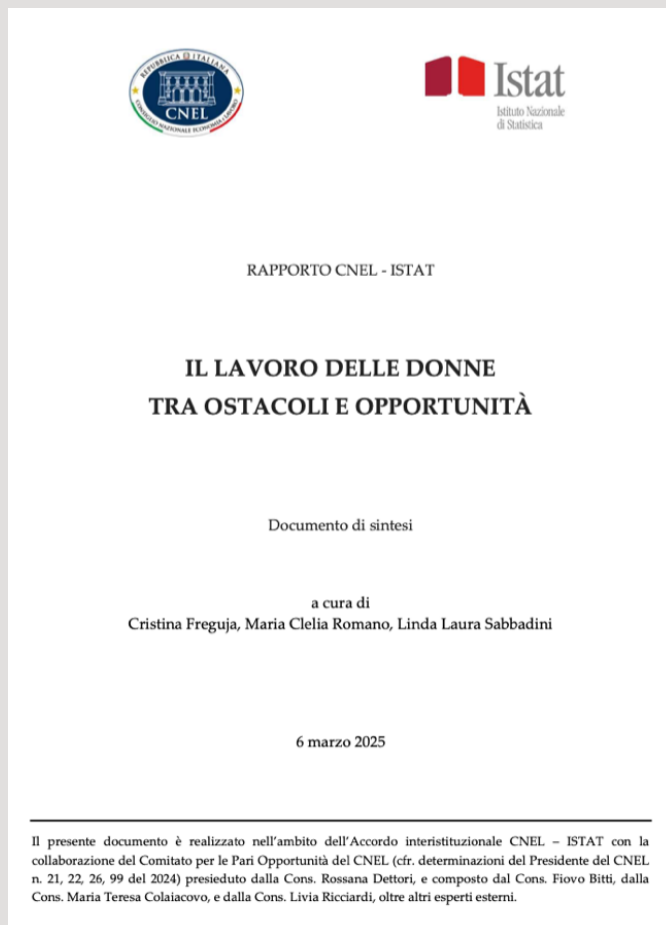 REPUBBLICA ITALIANA
CNEL
CONSIGLIO NAZIONALE ECONOMIA LAVORO
Istat
Istituto Nazionale
di Statistica
RAPPORTO CNEL - ISTAT
IL LAVORO DELLE DONNE
TRA OSTACOLI E OPPORTUNITÀ
Documento di sintesi
a cura di
Cristina Freguja, Maria Clelia Romano, Linda Laura Sabbadini
6 marzo 2025
Il presente documento è realizzato nell'ambito dell'Accordo interistituzionale CNEL – ISTAT con la
collaborazione del Comitato per le Pari Opportunità del CNEL (cfr. determinazioni del Presidente del CNEL
n. 21, 22, 26, 99 del 2024) presieduto dalla Cons. Rossana Dettori, e composto dal Cons. Fiovo Bitti, dalla
Cons. Maria Teresa Colaiacovo, e dalla Cons. Livia Ricciardi, oltre altri esperti esterni.